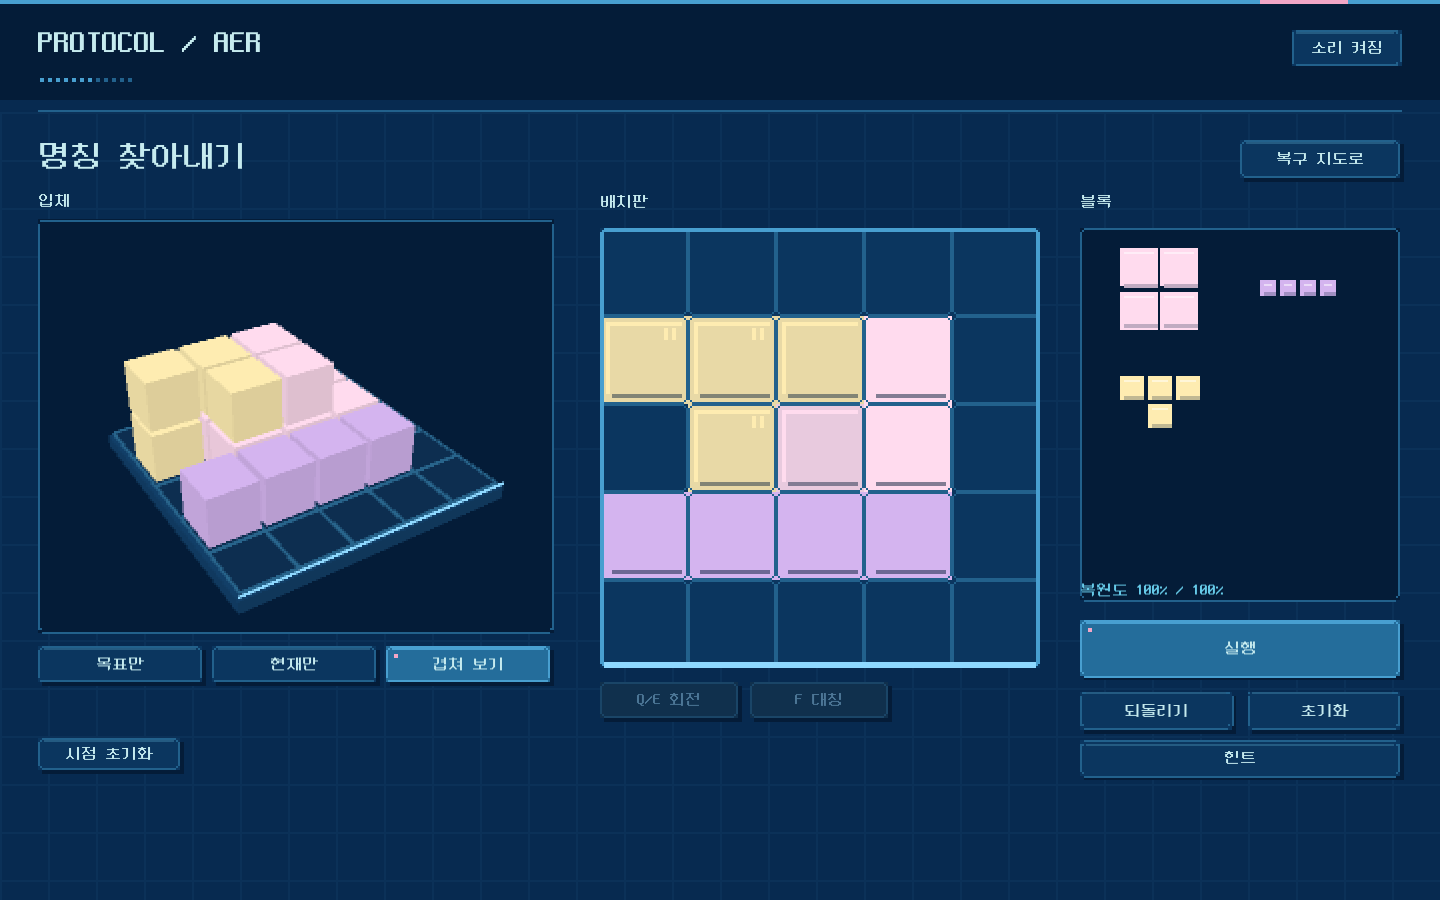 PROTOCOL / AER
소리 켜짐
명칭 찾아내기
복구 지도로
입체
배치판
블록
복원도 100% / 100%
목표만
현재만
겹쳐 보기
실행
Q/E 회전
F 대칭
되돌리기
초기화
시점 초기화
힌트